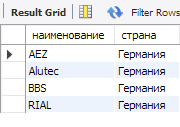 Result Grid Filter Rows
наименование страна
AEZ Германия
Alutec Германия
BBS Германия
RIAL Германия